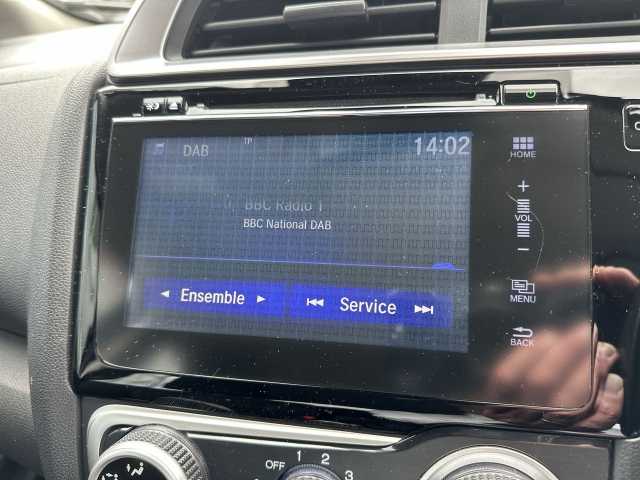 TP
DAB
14:02
BBC Radio 1
BBC National DAB
Ensemble
Service
HOME
+
VOL
−
MENU
BACK
OFF 1 2 3